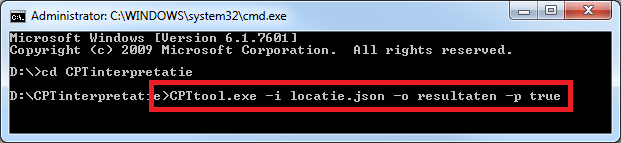 Administrator: C:\WINDOWS\system32\cmd.exe
Microsoft Windows [Version 6.1.7601]
Copyright (c) 2009 Microsoft Corporation.  All rights reserved.
D:\>cd CPTinterpretatie
D:\CPTinterpretatie>CPTtool.exe -i locatie.json -o resultaten -p true